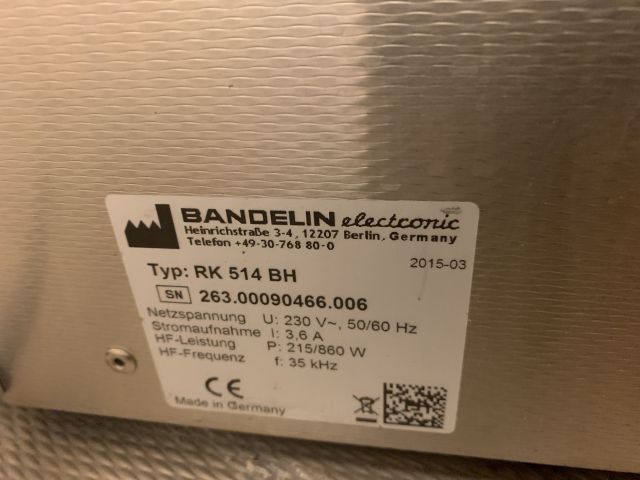 BANDELIN electronic
Heinrichstraße 3-4, 12207 Berlin, Germany
Telefon +49-30-768 80-0
2015-03
Typ: RK 514 BH
SN 263.00090466.006
Netzspannung U: 230 V~, 50/60 Hz
Stromaufnahme I: 3,6 A
HF-Leistung P: 215/860 W
HF-Frequenz f: 35 kHz
CE
Made in Germany